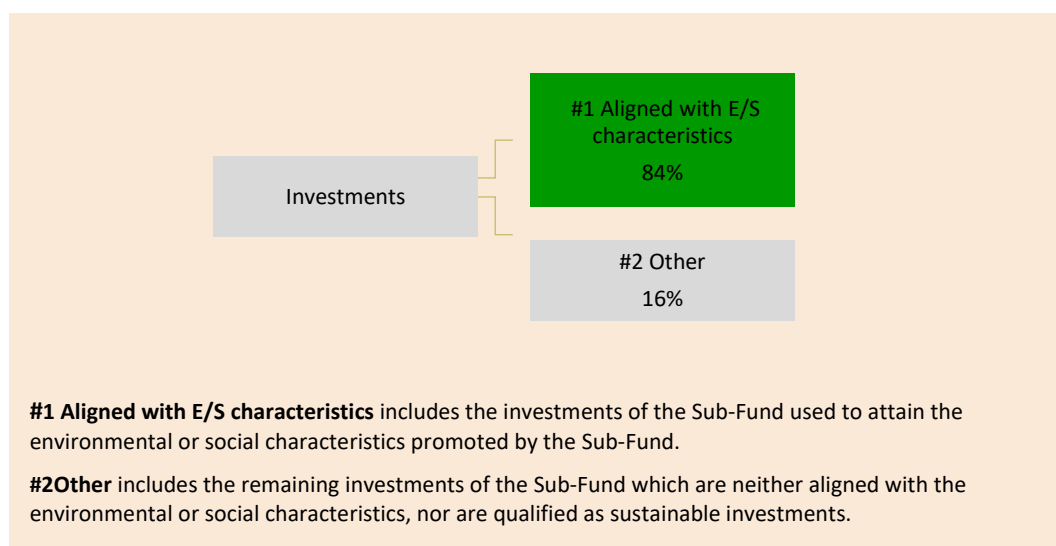 #1 Aligned with E/S
characteristics
84%
Investments
#2 Other
16%
#1 Aligned with E/S characteristics includes the investments of the Sub-Fund used to attain the
environmental or social characteristics promoted by the Sub-Fund.
#2Other includes the remaining investments of the Sub-Fund which are neither aligned with the
environmental or social characteristics, nor are qualified as sustainable investments.